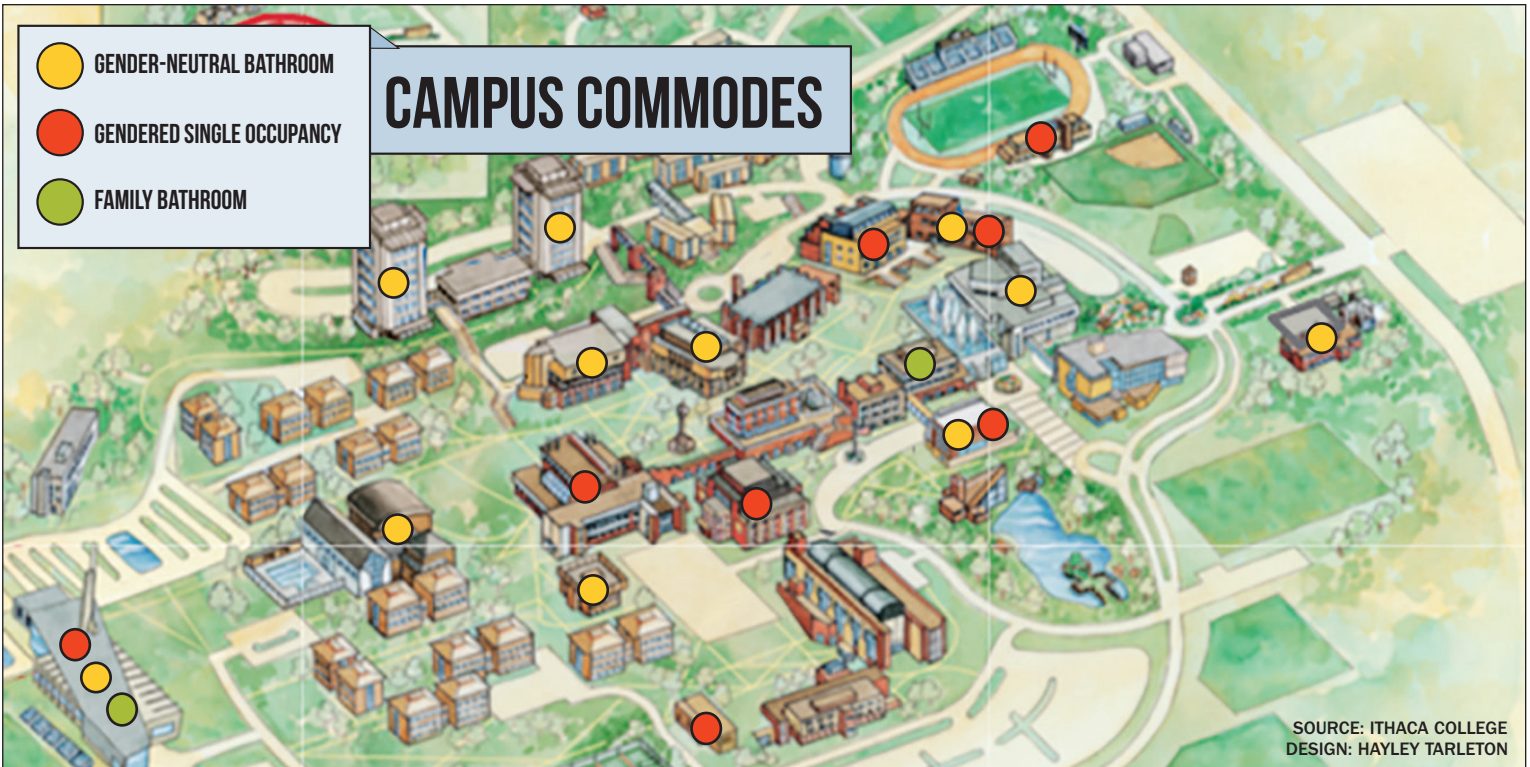 GENDER-NEUTRAL BATHROOM
GENDERED SINGLE OCCUPANCY
FAMILY BATHROOM
CAMPUS COMMODES
SOURCE: ITHACA COLLEGE
DESIGN: HAYLEY TARLETON